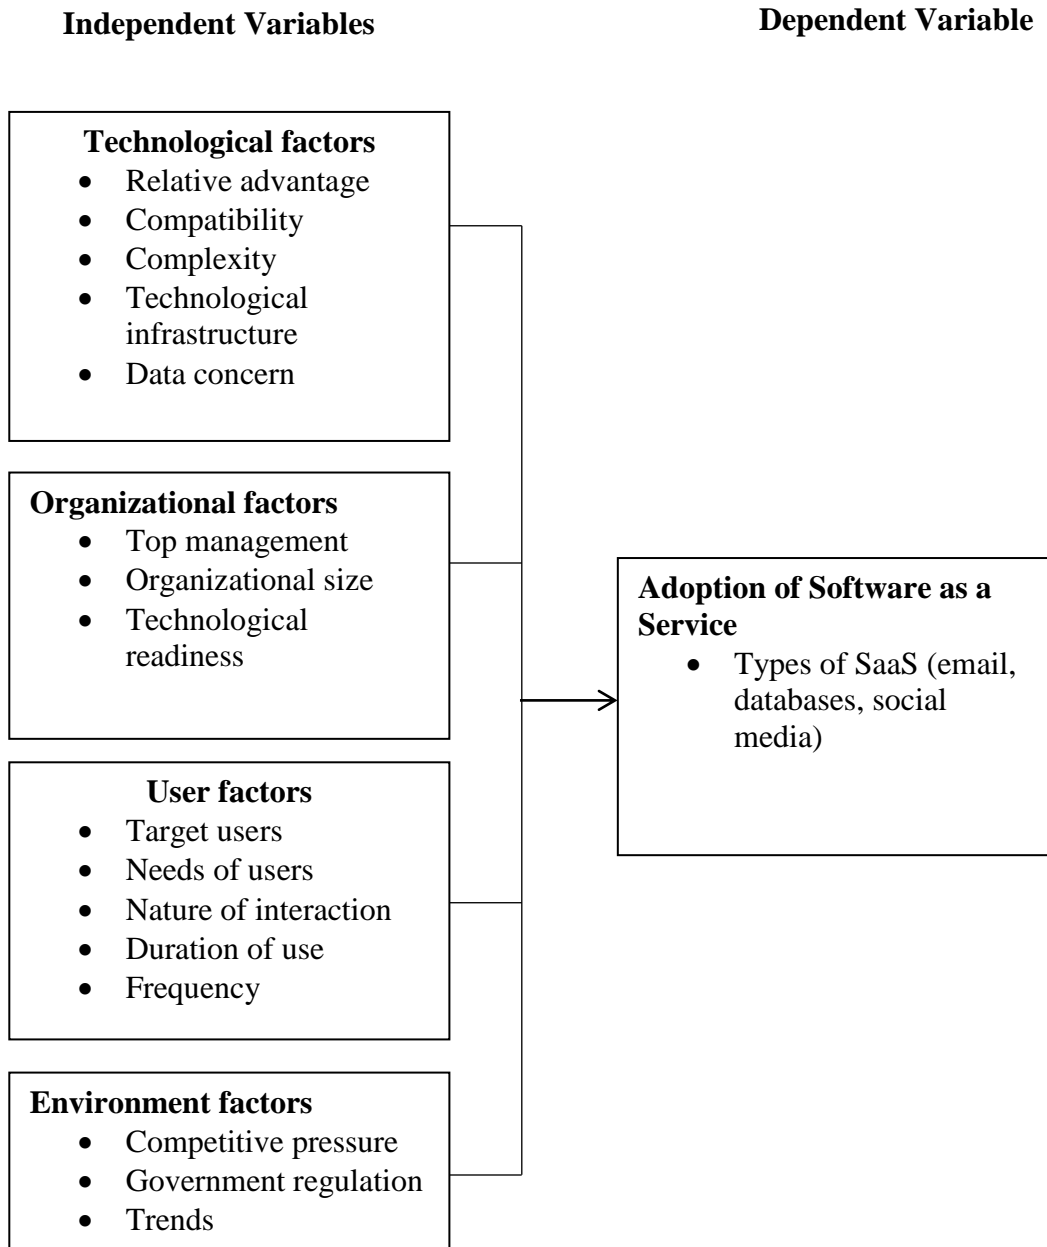 Independent Variables
Dependent Variable
Technological factors
• Relative advantage
• Compatibility
• Complexity
• Technological
infrastructure
• Data concern
Organizational factors
• Top management
• Organizational size
• Technological
readiness
User factors
• Target users
• Needs of users
• Nature of interaction
• Duration of use
• Frequency
Environment factors
• Competitive pressure
• Government regulation
• Trends
Adoption of Software as a
Service
• Types of SaaS (email,
databases, social
media)